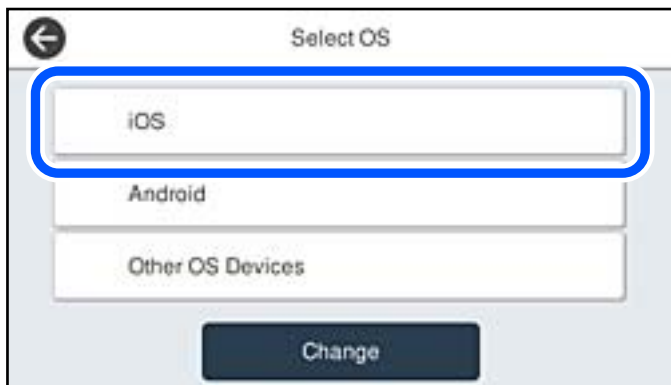 Select OS
iOS
Android
Other OS Devices
Change